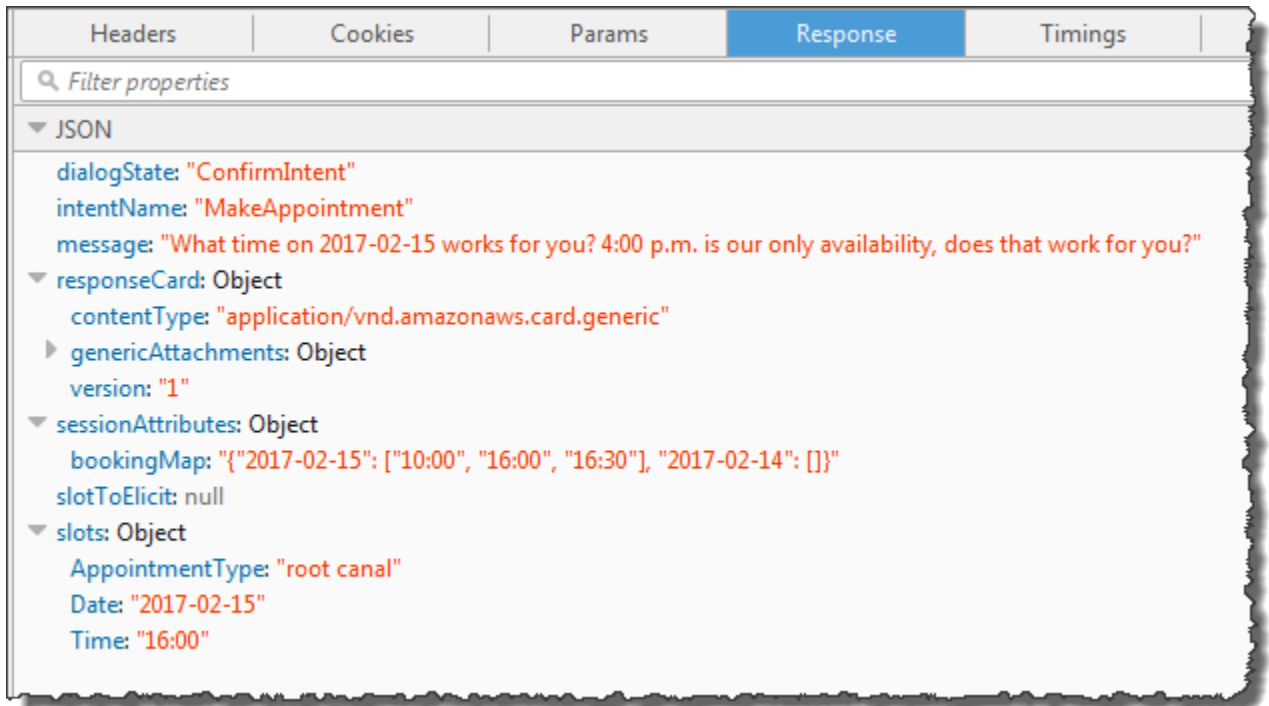 Headers Cookies Params Response Timings
Filter properties
JSON
dialogState: "ConfirmIntent"
intentName: "MakeAppointment"
message: "What time on 2017-02-15 works for you? 4:00 p.m. is our only availability, does that work for you?"
responseCard: Object
contentType: "application/vnd.amazonaws.card.generic"
genericAttachments: Object
version: "1"
sessionAttributes: Object
bookingMap: "{"2017-02-15": ["10:00", "16:00", "16:30"], "2017-02-14": []}"
slotToElicit: null
slots: Object
AppointmentType: "root canal"
Date: "2017-02-15"
Time: "16:00"